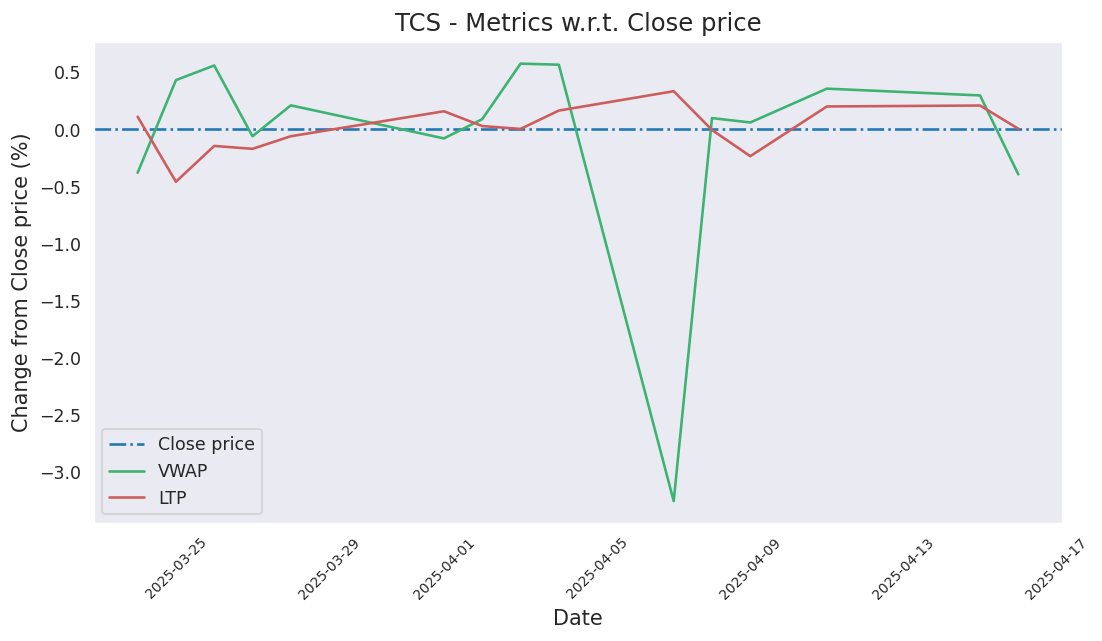 TCS - Metrics w.r.t. Close price
Change from Close price (%)
0.5
0.0
−0.5
−1.0
−1.5
−2.0
−2.5
−3.0
Close price
VWAP
LTP
2025-03-25
2025-03-29
2025-04-01
2025-04-05
2025-04-09
2025-04-13
2025-04-17
Date